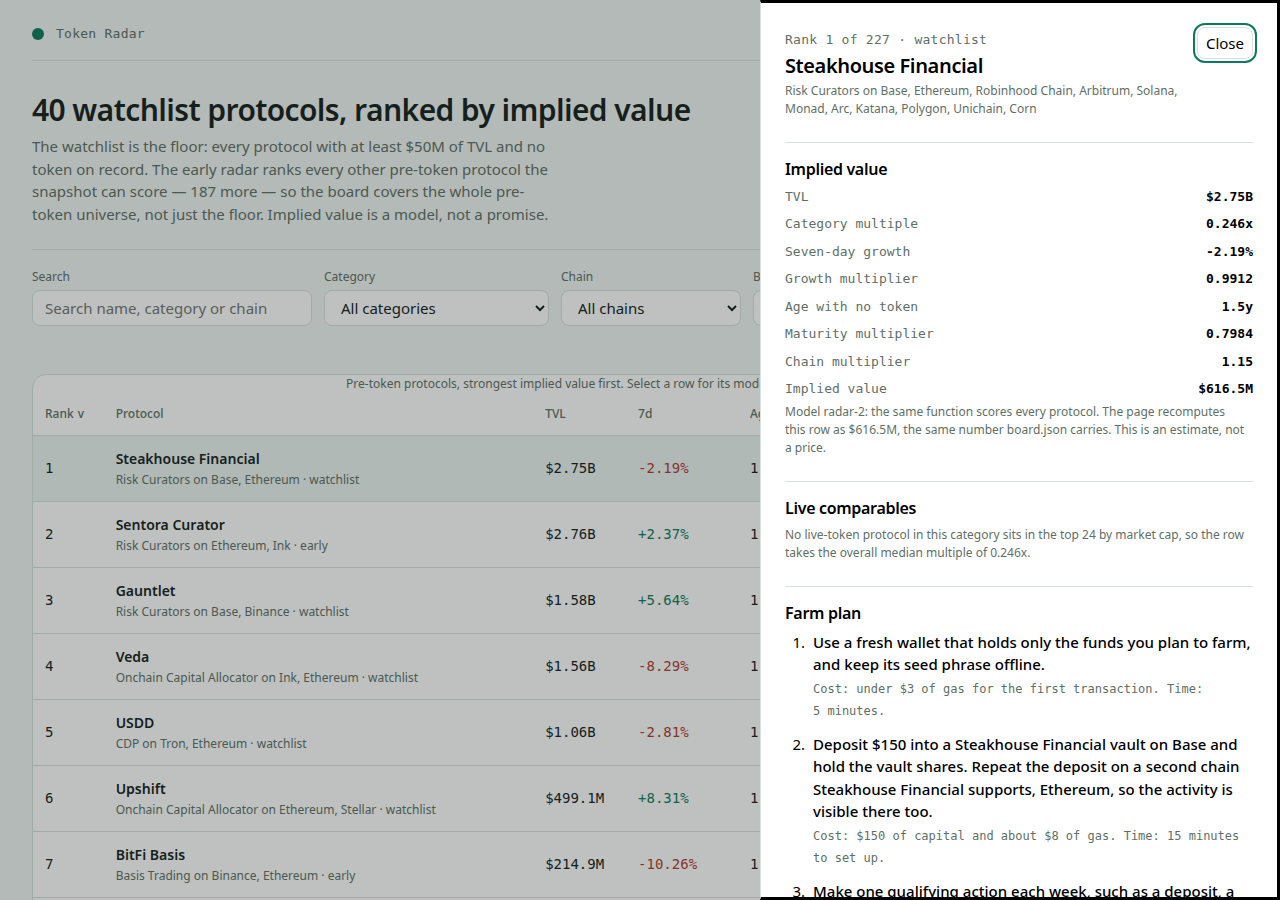 Token Radar
40 watchlist protocols, ranked by implied value
The watchlist is the floor: every protocol with at least $50M of TVL and no
token on record. The early radar ranks every other pre-token protocol the
snapshot can score — 187 more — so the board covers the whole pre-
token universe, not just the floor. Implied value is a model, not a promise.
Search
Category
Chain
B
Search name, category or chain
All categories
All chains
Pre-token protocols, strongest implied value first. Select a row for its mod
Rank v
Protocol
TVL
7d
Ag
1
Steakhouse Financial
Risk Curators on Base, Ethereum · watchlist
$2.75B
-2.19%
1
2
Sentora Curator
Risk Curators on Ethereum, Ink · early
$2.76B
+2.37%
1
3
Gauntlet
Risk Curators on Base, Binance · watchlist
$1.58B
+5.64%
1
4
Veda
Onchain Capital Allocator on Ink, Ethereum · watchlist
$1.56B
-8.29%
1
5
USDD
CDP on Tron, Ethereum · watchlist
$1.06B
-2.81%
1
6
Upshift
Onchain Capital Allocator on Ethereum, Stellar · watchlist
$499.1M
+8.31%
1
7
BitFi Basis
Basis Trading on Binance, Ethereum · early
$214.9M
-10.26%
1
Rank 1 of 227 · watchlist
Close
Steakhouse Financial
Risk Curators on Base, Ethereum, Robinhood Chain, Arbitrum, Solana,
Monad, Arc, Katana, Polygon, Unichain, Corn
Implied value
TVL $2.75B
Category multiple 0.246x
Seven-day growth -2.19%
Growth multiplier 0.9912
Age with no token 1.5y
Maturity multiplier 0.7984
Chain multiplier 1.15
Implied value $616.5M
Model radar-2: the same function scores every protocol. The page recomputes
this row as $616.5M, the same number board.json carries. This is an estimate, not
a price.
Live comparables
No live-token protocol in this category sits in the top 24 by market cap, so the row
takes the overall median multiple of 0.246x.
Farm plan
1. Use a fresh wallet that holds only the funds you plan to farm,
and keep its seed phrase offline.
Cost: under $3 of gas for the first transaction. Time:
5 minutes.
2. Deposit $150 into a Steakhouse Financial vault on Base and
hold the vault shares. Repeat the deposit on a second chain
Steakhouse Financial supports, Ethereum, so the activity is
visible there too.
Cost: $150 of capital and about $8 of gas. Time: 15 minutes
to set up.
3. Make one qualifying action each week, such as a deposit, a